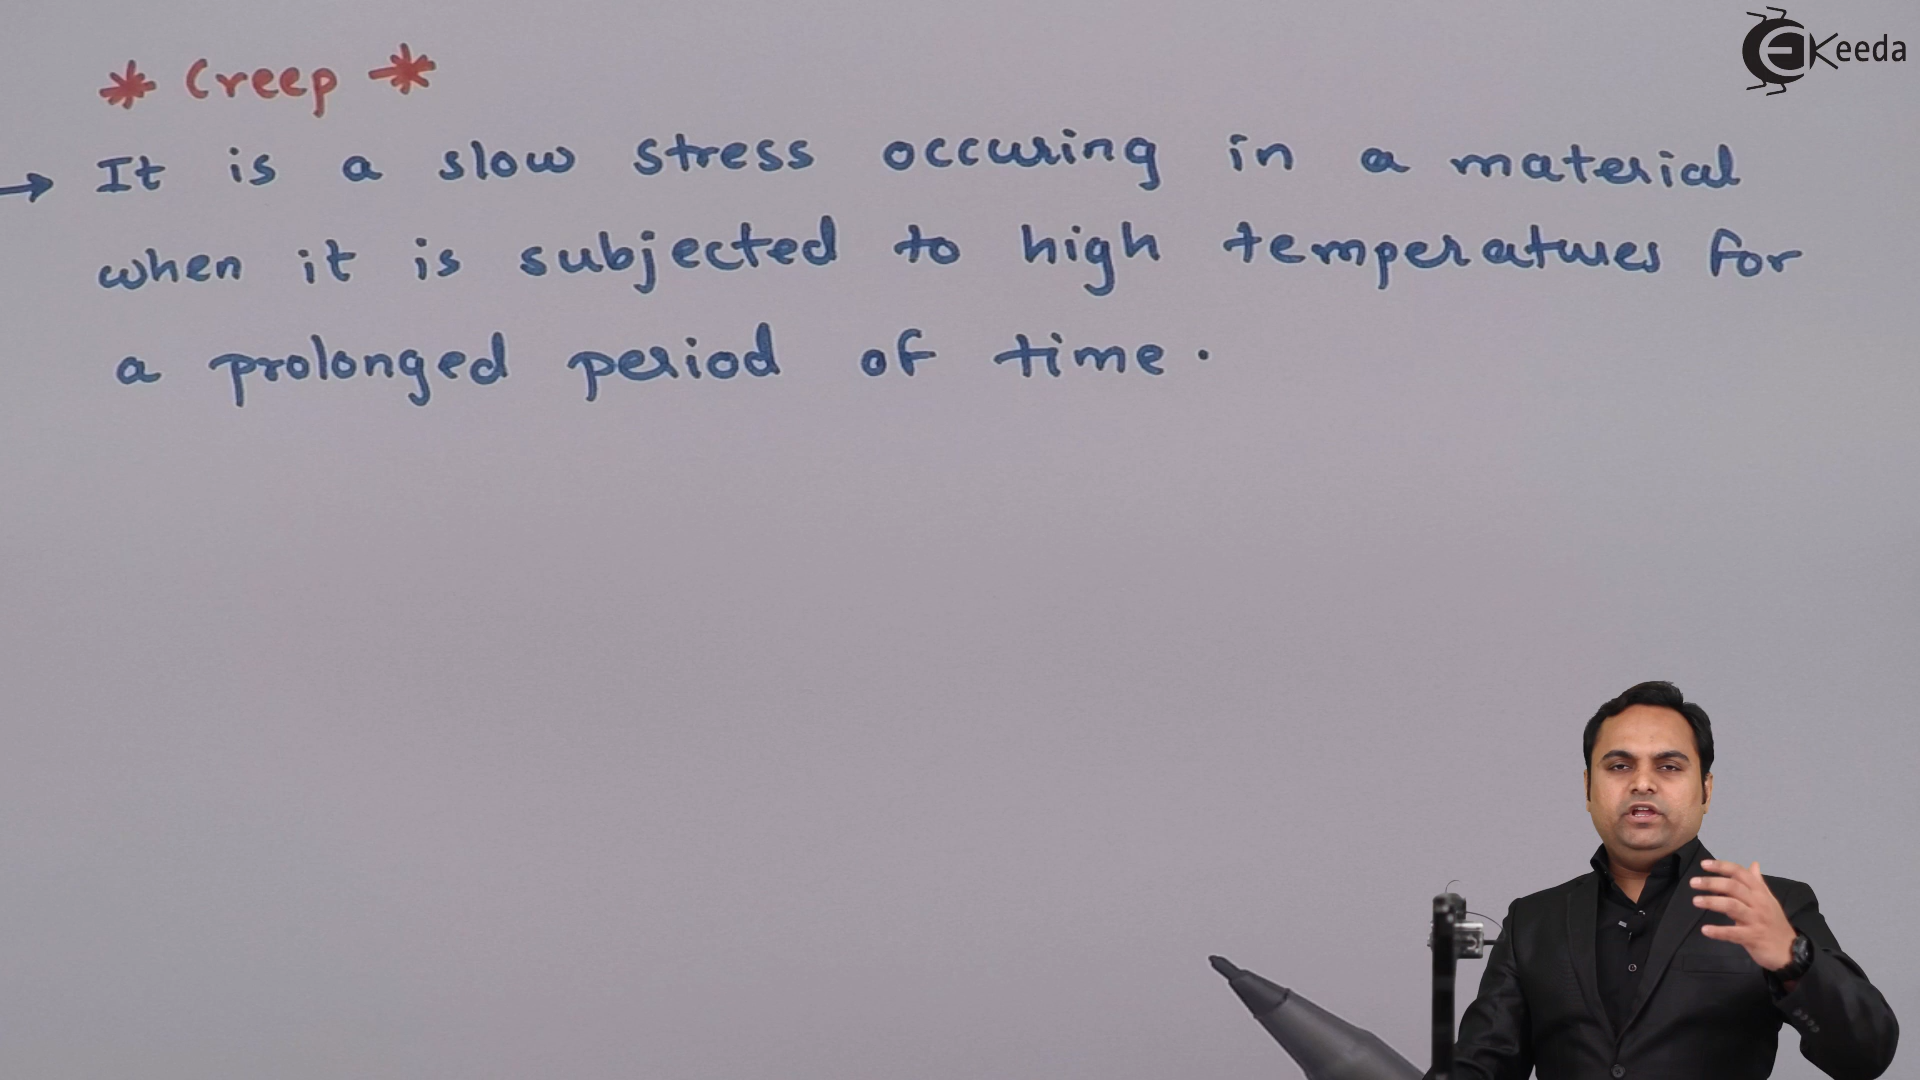 * Creep *
Keeda
→ It is a slow stress occuring in a material
when it is subjected to high temperatures for
a prolonged period of time.